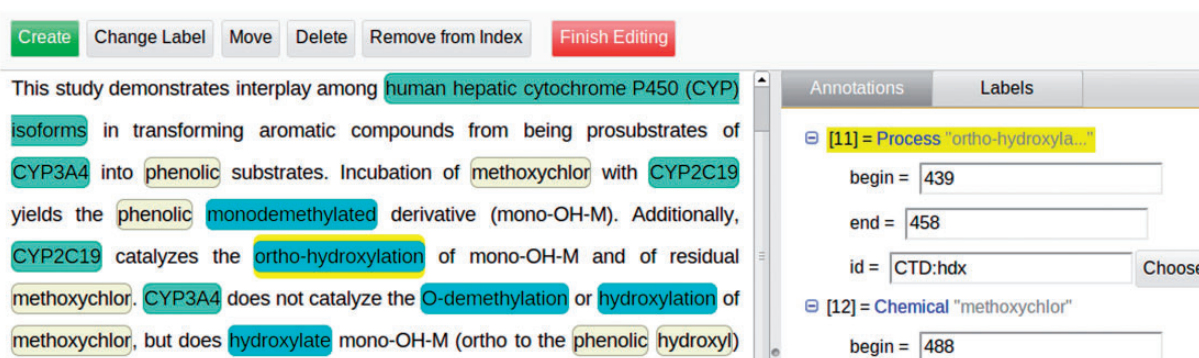 Create Change Label Move Delete Remove from Index Finish Editing
This study demonstrates interplay among human hepatic cytochrome P450 (CYP)
isoforms in transforming aromatic compounds from being prosubstrates of
CYP3A4 into phenolic substrates. Incubation of methoxychlor with CYP2C19
yields the phenolic monodemethylated derivative (mono-OH-M). Additionally,
CYP2C19 catalyzes the ortho-hydroxylation of mono-OH-M and of residual
methoxychlor. CYP3A4 does not catalyze the O-demethylation or hydroxylation of
methoxychlor, but does hydroxylate mono-OH-M (ortho to the phenolic hydroxyl)
Annotations Labels
[11] = Process "ortho-hydroxyla..."
begin = 439
end = 458
id = CTD:hdx Choose
[12] = Chemical "methoxychlor"
begin = 488